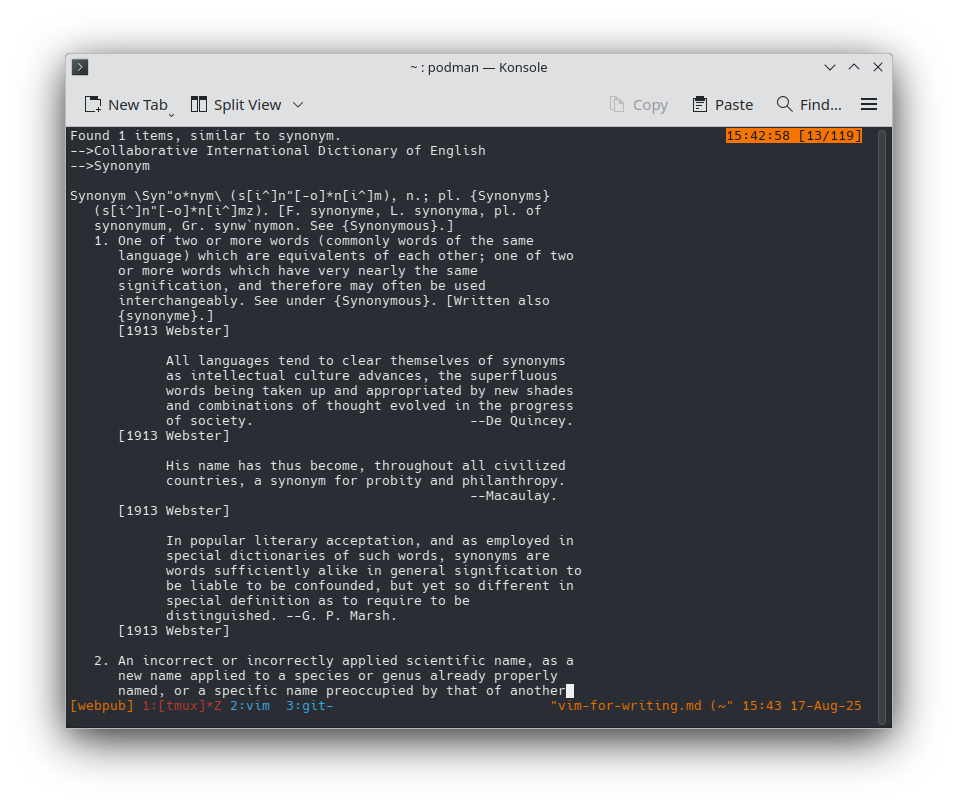 ~ : podman — Konsole
New Tab Split View Copy Paste Find...
Found 1 items, similar to synonym. 15:42:58 [13/119]
-->Collaborative International Dictionary of English
-->Synonym
Synonym \Syn"o*nym\ (s[i^]n"[-o]*n[i^]m), n.; pl. {Synonyms}
(s[i^]n"[-o]*n[i^]mz). [F. synonyme, L. synonyma, pl. of
synonymum, Gr. synw`nymon. See {Synonymous}.]
1. One of two or more words (commonly words of the same
language) which are equivalents of each other; one of two
or more words which have very nearly the same
signification, and therefore may often be used
interchangeably. See under {Synonymous}. [Written also
{synonyme}.]
[1913 Webster]
All languages tend to clear themselves of synonyms
as intellectual culture advances, the superfluous
words being taken up and appropriated by new shades
and combinations of thought evolved in the progress
of society. --De Quincey.
[1913 Webster]
His name has thus become, throughout all civilized
countries, a synonym for probity and philanthropy.
--Macaulay.
[1913 Webster]
In popular literary acceptation, and as employed in
special dictionaries of such words, synonyms are
words sufficiently alike in general signification to
be liable to be confounded, but yet so different in
special definition as to require to be
distinguished. --G. P. Marsh.
[1913 Webster]
2. An incorrect or incorrectly applied scientific name, as a
new name applied to a species or genus already properly
named, or a specific name preoccupied by that of another
[webpub] 1:[tmux]*Z 2:vim 3:git- "vim-for-writing.md (~" 15:43 17-Aug-25